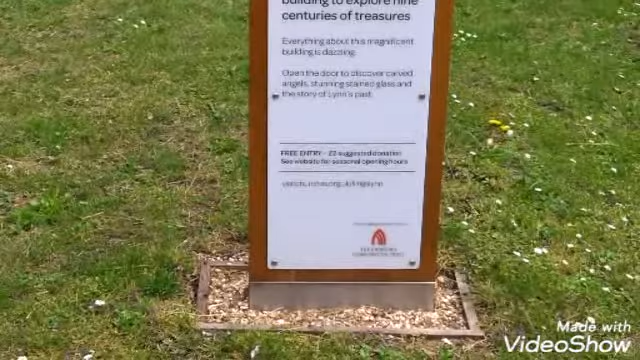 building to explore nine
centuries of treasures
Everything about this magnificent
building is dazzling.
Open the door to discover carved
angels, stunning stained glass and
the story of Lynn's past.
FREE ENTRY – £2 suggested donation
See website for seasonal opening hours
Made with
VideoShow